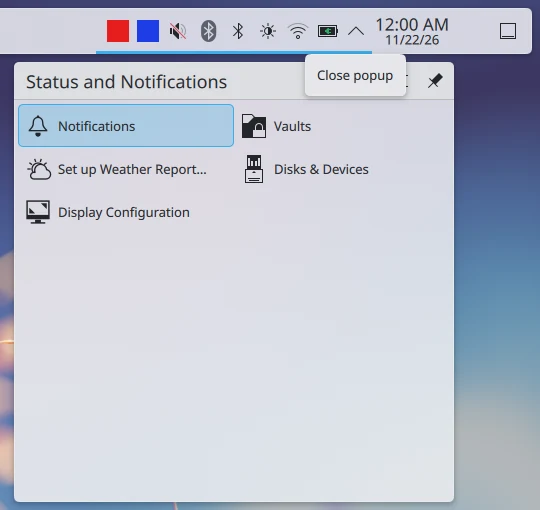 12:00 AM
11/22/26
Close popup
Status and Notifications
Notifications
Vaults
Set up Weather Report...
Disks & Devices
Display Configuration